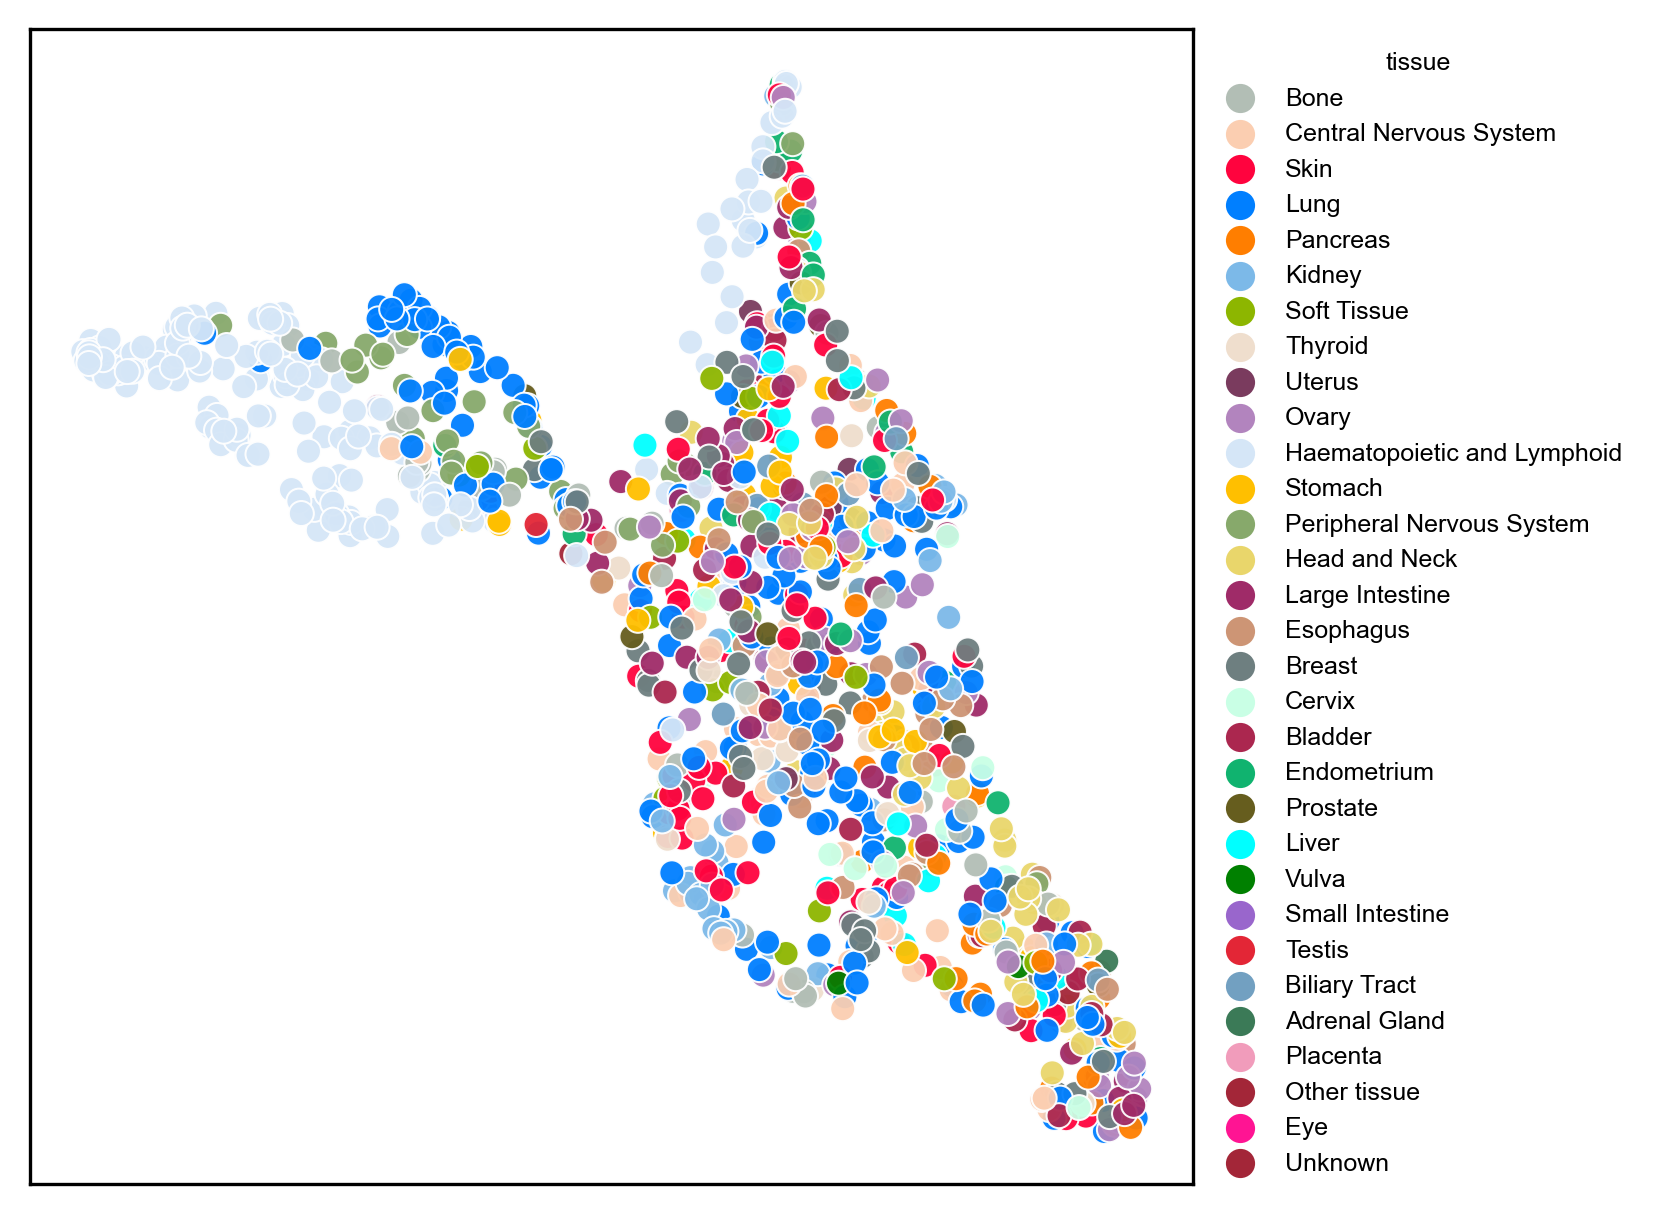 tissue
Bone
Central Nervous System
Skin
Lung
Pancreas
Kidney
Soft Tissue
Thyroid
Uterus
Ovary
Haematopoietic and Lymphoid
Stomach
Peripheral Nervous System
Head and Neck
Large Intestine
Esophagus
Breast
Cervix
Bladder
Endometrium
Prostate
Liver
Vulva
Small Intestine
Testis
Biliary Tract
Adrenal Gland
Placenta
Other tissue
Eye
Unknown